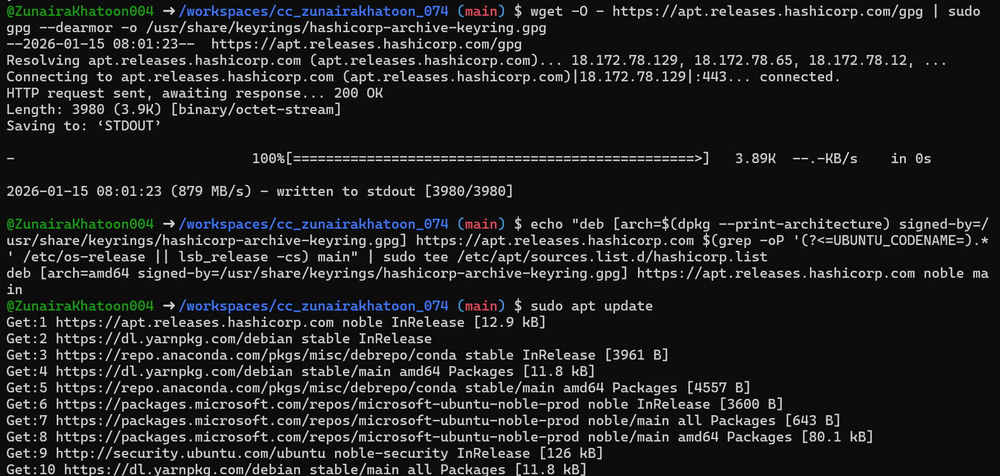 @ZunairaKhatoon004 ➜ /workspaces/cc_zunairakhatoon_074 (main) $ wget -O - https://apt.releases.hashicorp.com/gpg | sudo
gpg --dearmor -o /usr/share/keyrings/hashicorp-archive-keyring.gpg
--2026-01-15 08:01:23--  https://apt.releases.hashicorp.com/gpg
Resolving apt.releases.hashicorp.com (apt.releases.hashicorp.com)... 18.172.78.129, 18.172.78.65, 18.172.78.12, ...
Connecting to apt.releases.hashicorp.com (apt.releases.hashicorp.com)|18.172.78.129|:443... connected.
HTTP request sent, awaiting response... 200 OK
Length: 3980 (3.9K) [binary/octet-stream]
Saving to: ‘STDOUT’
-                              100%[=================================================>]   3.89K  --.-KB/s    in 0s
2026-01-15 08:01:23 (879 MB/s) - written to stdout [3980/3980]
@ZunairaKhatoon004 ➜ /workspaces/cc_zunairakhatoon_074 (main) $ echo "deb [arch=$(dpkg --print-architecture) signed-by=/
usr/share/keyrings/hashicorp-archive-keyring.gpg] https://apt.releases.hashicorp.com $(grep -oP '(?<=UBUNTU_CODENAME=).*
' /etc/os-release || lsb_release -cs) main" | sudo tee /etc/apt/sources.list.d/hashicorp.list
deb [arch=amd64 signed-by=/usr/share/keyrings/hashicorp-archive-keyring.gpg] https://apt.releases.hashicorp.com noble ma
in
@ZunairaKhatoon004 ➜ /workspaces/cc_zunairakhatoon_074 (main) $ sudo apt update
Get:1 https://apt.releases.hashicorp.com noble InRelease [12.9 kB]
Get:2 https://dl.yarnpkg.com/debian stable InRelease
Get:3 https://repo.anaconda.com/pkgs/misc/debrepo/conda stable InRelease [3961 B]
Get:4 https://dl.yarnpkg.com/debian stable/main amd64 Packages [11.8 kB]
Get:5 https://repo.anaconda.com/pkgs/misc/debrepo/conda stable/main amd64 Packages [4557 B]
Get:6 https://packages.microsoft.com/repos/microsoft-ubuntu-noble-prod noble InRelease [3600 B]
Get:7 https://packages.microsoft.com/repos/microsoft-ubuntu-noble-prod noble/main all Packages [643 B]
Get:8 https://packages.microsoft.com/repos/microsoft-ubuntu-noble-prod noble/main amd64 Packages [80.1 kB]
Get:9 http://security.ubuntu.com/ubuntu noble-security InRelease [126 kB]
Get:10 https://dl.yarnpkg.com/debian stable/main all Packages [11.8 kB]